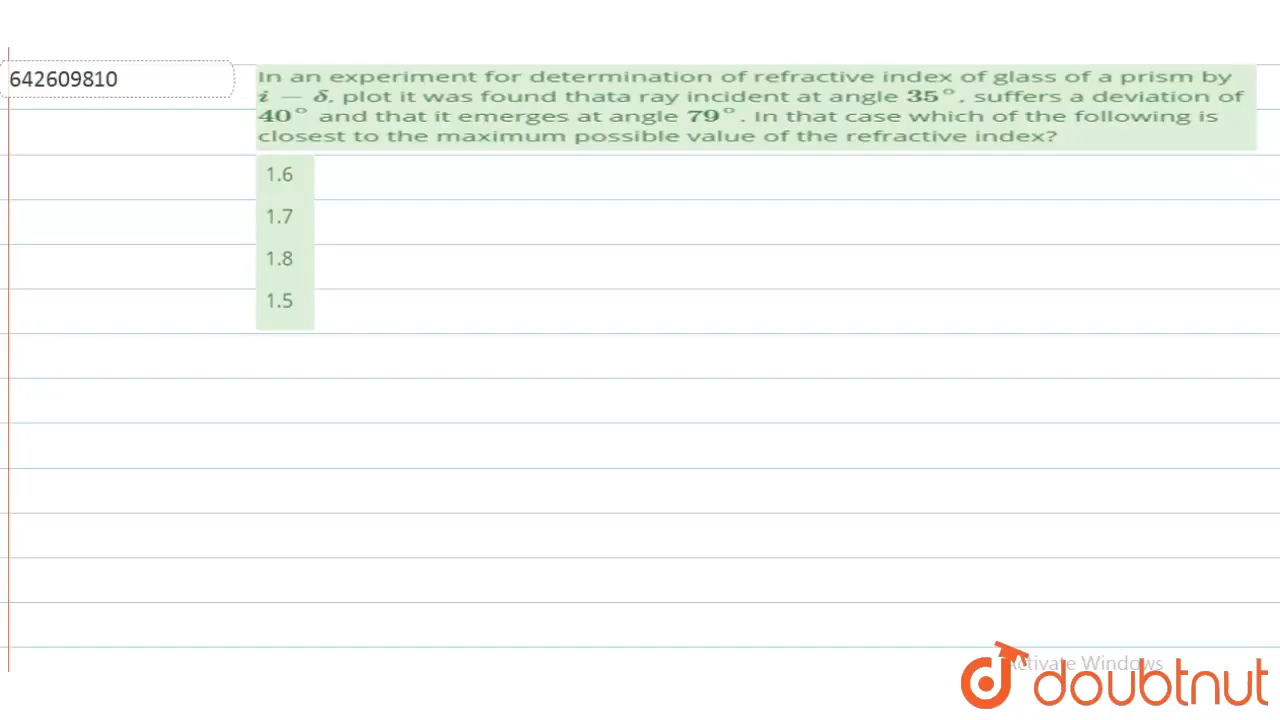 642609810
In an experiment for determination of refractive index of glass of a prism by
i − δ, plot it was found thata ray incident at angle 35°, suffers a deviation of
40° and that it emerges at angle 79°. In that case which of the following is
closest to the maximum possible value of the refractive index?
1.6
1.7
1.8
1.5
Activate Windows
doubtnut